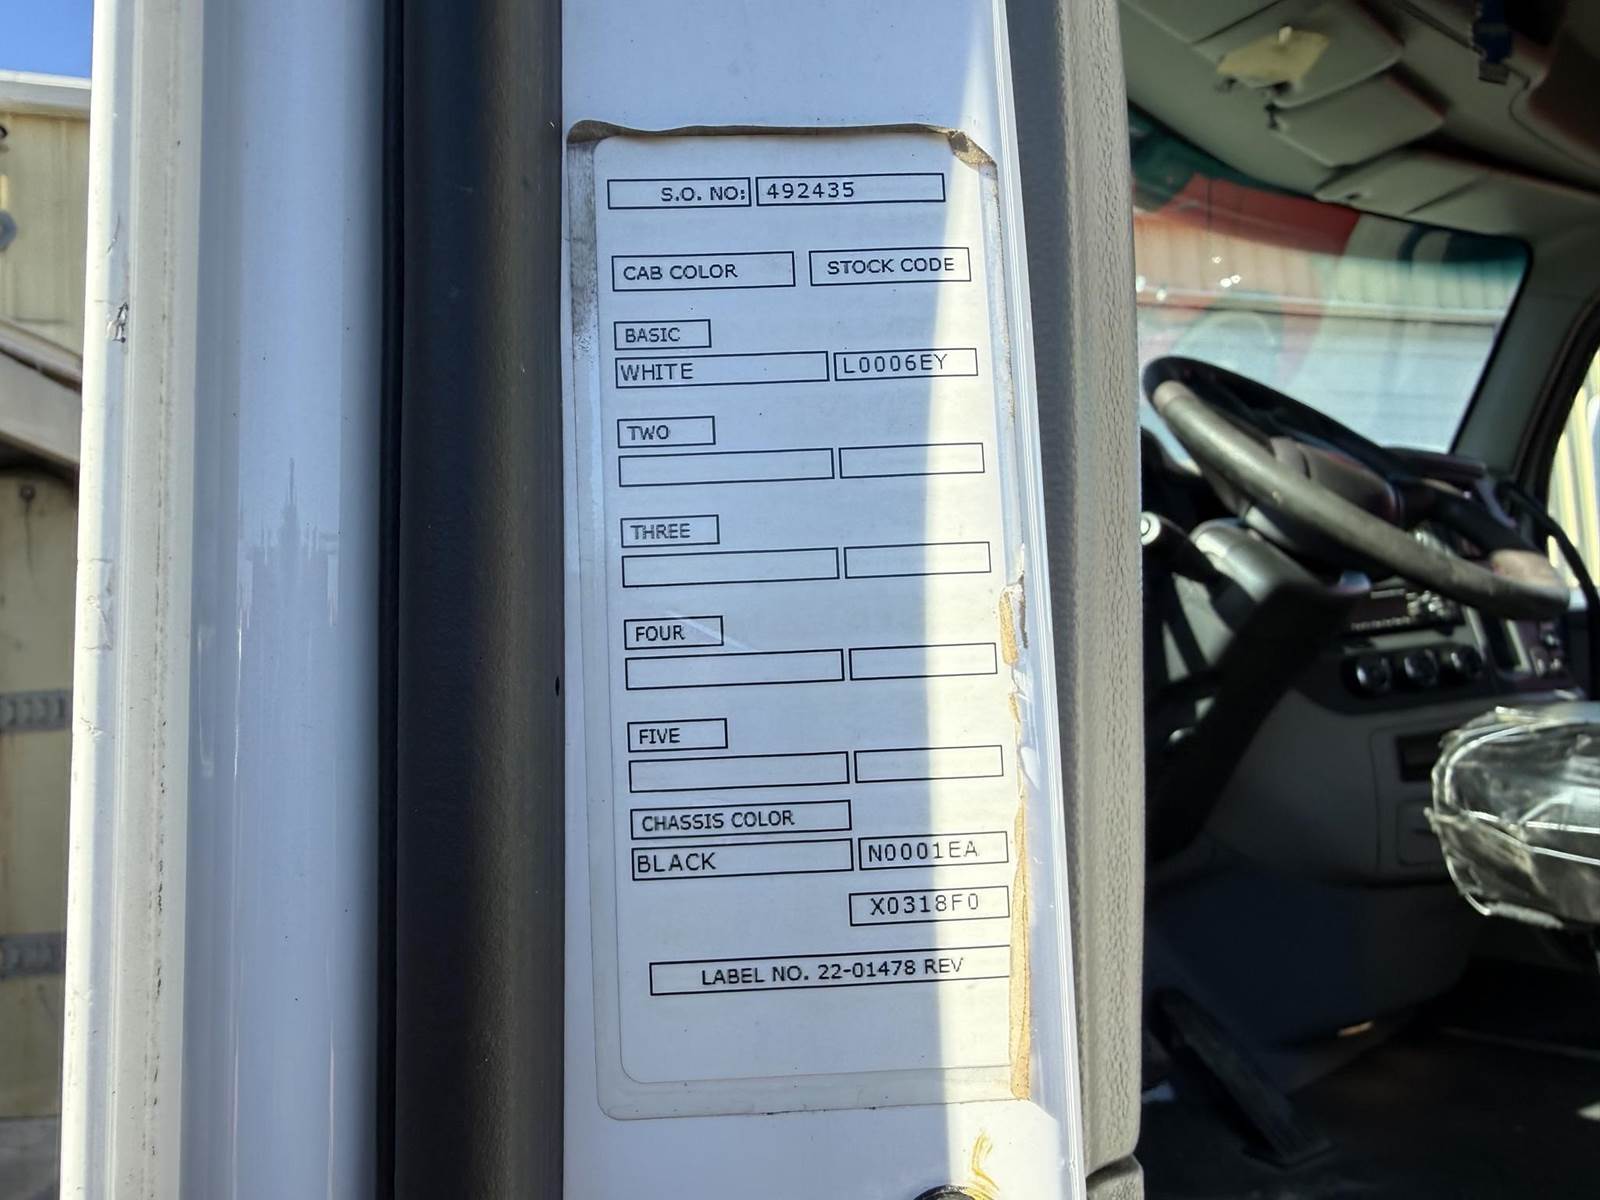 S.O. NO: 492435
CAB COLOR STOCK CODE
BASIC
WHITE L0006EY
TWO
THREE
FOUR
FIVE
CHASSIS COLOR
BLACK N0001EA
X0318F0
LABEL NO. 22-01478 REV